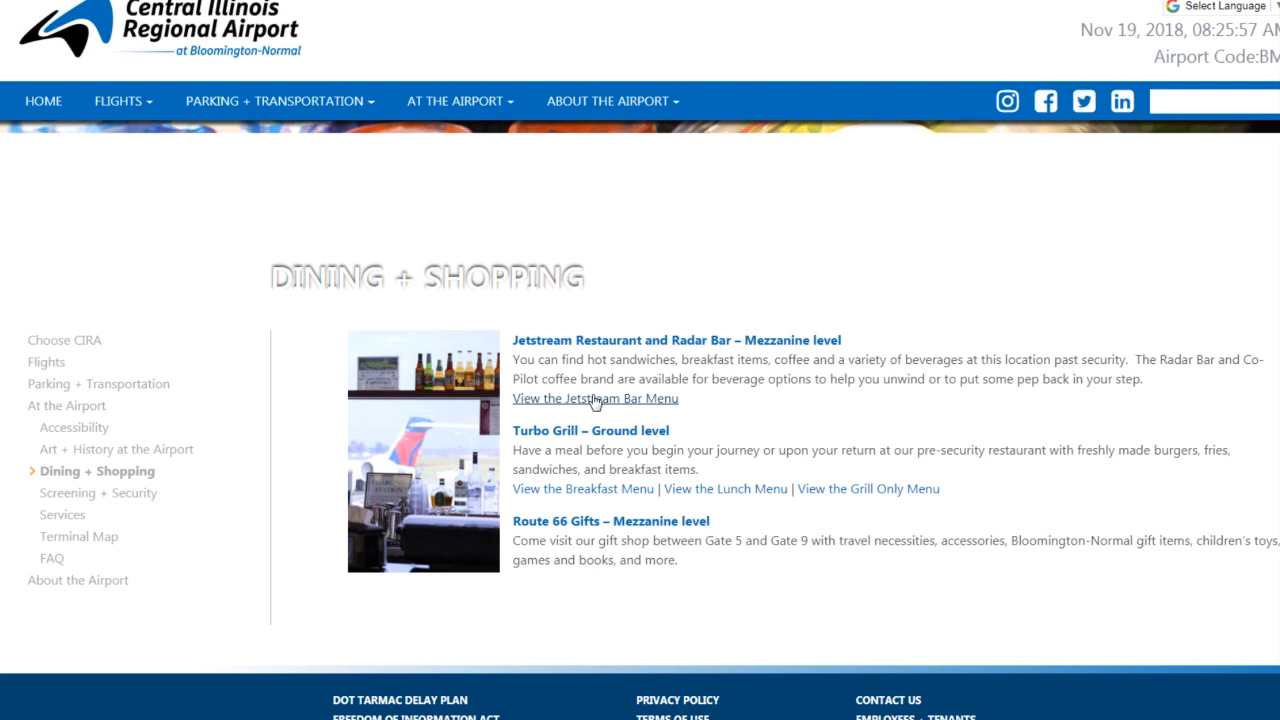 Central Illinois
Regional Airport
at Bloomington-Normal
Select Language
Nov 19, 2018, 08:25:57 AM
Airport Code:BM
HOME FLIGHTS PARKING + TRANSPORTATION AT THE AIRPORT ABOUT THE AIRPORT
DINING + SHOPPING
Choose CIRA
Flights
Parking + Transportation
At the Airport
Accessibility
Art + History at the Airport
Dining + Shopping
Screening + Security
Services
Terminal Map
FAQ
About the Airport
Jetstream Restaurant and Radar Bar – Mezzanine level
You can find hot sandwiches, breakfast items, coffee and a variety of beverages at this location past security. The Radar Bar and Co-
Pilot coffee brand are available for beverage options to help you unwind or to put some pep back in your step.
View the Jetstream Bar Menu
Turbo Grill – Ground level
Have a meal before you begin your journey or upon your return at our pre-security restaurant with freshly made burgers, fries,
sandwiches, and breakfast items.
View the Breakfast Menu | View the Lunch Menu | View the Grill Only Menu
Route 66 Gifts – Mezzanine level
Come visit our gift shop between Gate 5 and Gate 9 with travel necessities, accessories, Bloomington-Normal gift items, children's toys,
games and books, and more.
DOT TARMAC DELAY PLAN PRIVACY POLICY CONTACT US
FREEDOM OF INFORMATION ACT TERMS OF USE EMPLOYEES + TENANTS